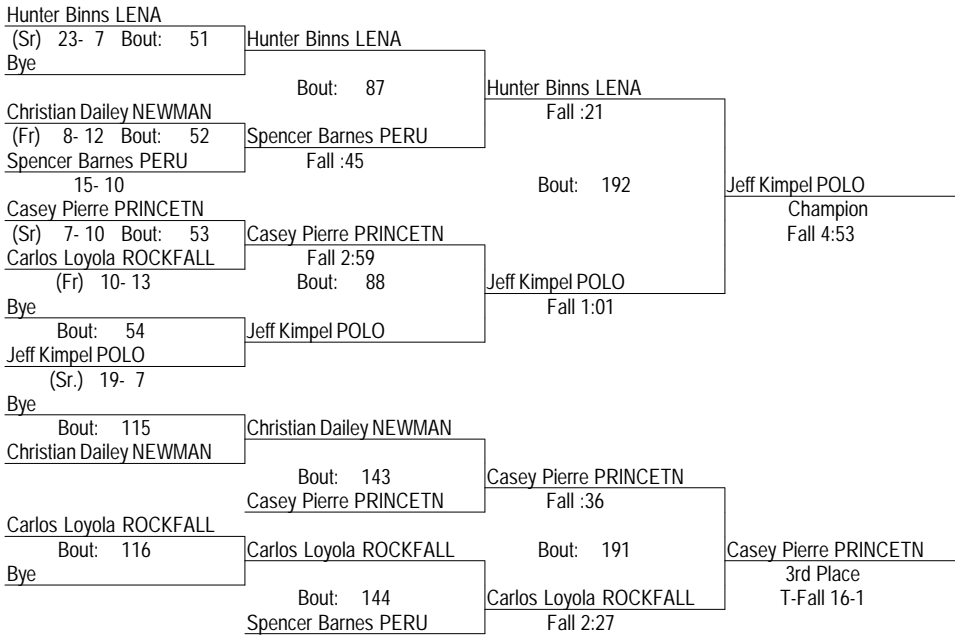 Hunter Binns LENA
(Sr) 23- 7 Bout: 51 Hunter Binns LENA
Bye
Bout: 87 Hunter Binns LENA
Christian Dailey NEWMAN Fall :21
(Fr) 8- 12 Bout: 52 Spencer Barnes PERU
Spencer Barnes PERU Fall :45
15- 10 Bout: 192 Jeff Kimpel POLO
Casey Pierre PRINCETN Champion
(Sr) 7- 10 Bout: 53 Casey Pierre PRINCETN Fall 4:53
Carlos Loyola ROCKFALL Fall 2:59
(Fr) 10- 13 Bout: 88 Jeff Kimpel POLO
Bye Fall 1:01
Bout: 54 Jeff Kimpel POLO
Jeff Kimpel POLO
(Sr.) 19- 7
Bye
Bout: 115 Christian Dailey NEWMAN
Christian Dailey NEWMAN
Bout: 143 Casey Pierre PRINCETN
Casey Pierre PRINCETN Fall :36
Carlos Loyola ROCKFALL
Bout: 116 Carlos Loyola ROCKFALL Bout: 191 Casey Pierre PRINCETN
Bye 3rd Place
Bout: 144 Carlos Loyola ROCKFALL T-Fall 16-1
Spencer Barnes PERU Fall 2:27